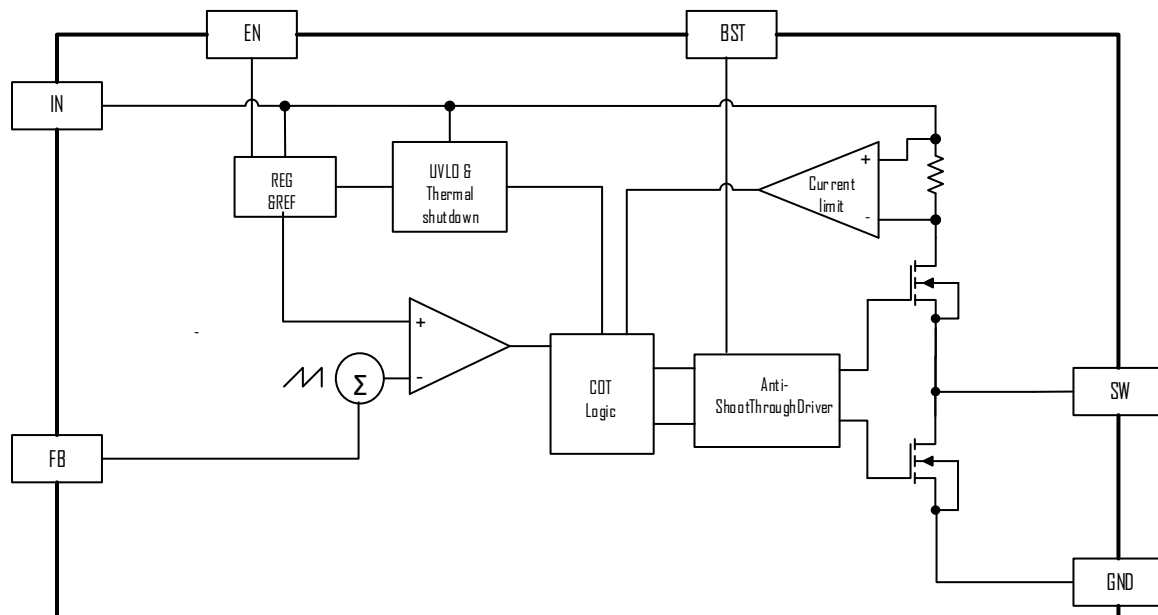 EN
BST
IN
REG
&REF
UVLO &
Thermal
shutdown
+
Current
limit
-
+
-
-
Σ
COT
Logic
Anti-
ShootThroughDriver
SW
FB
GND